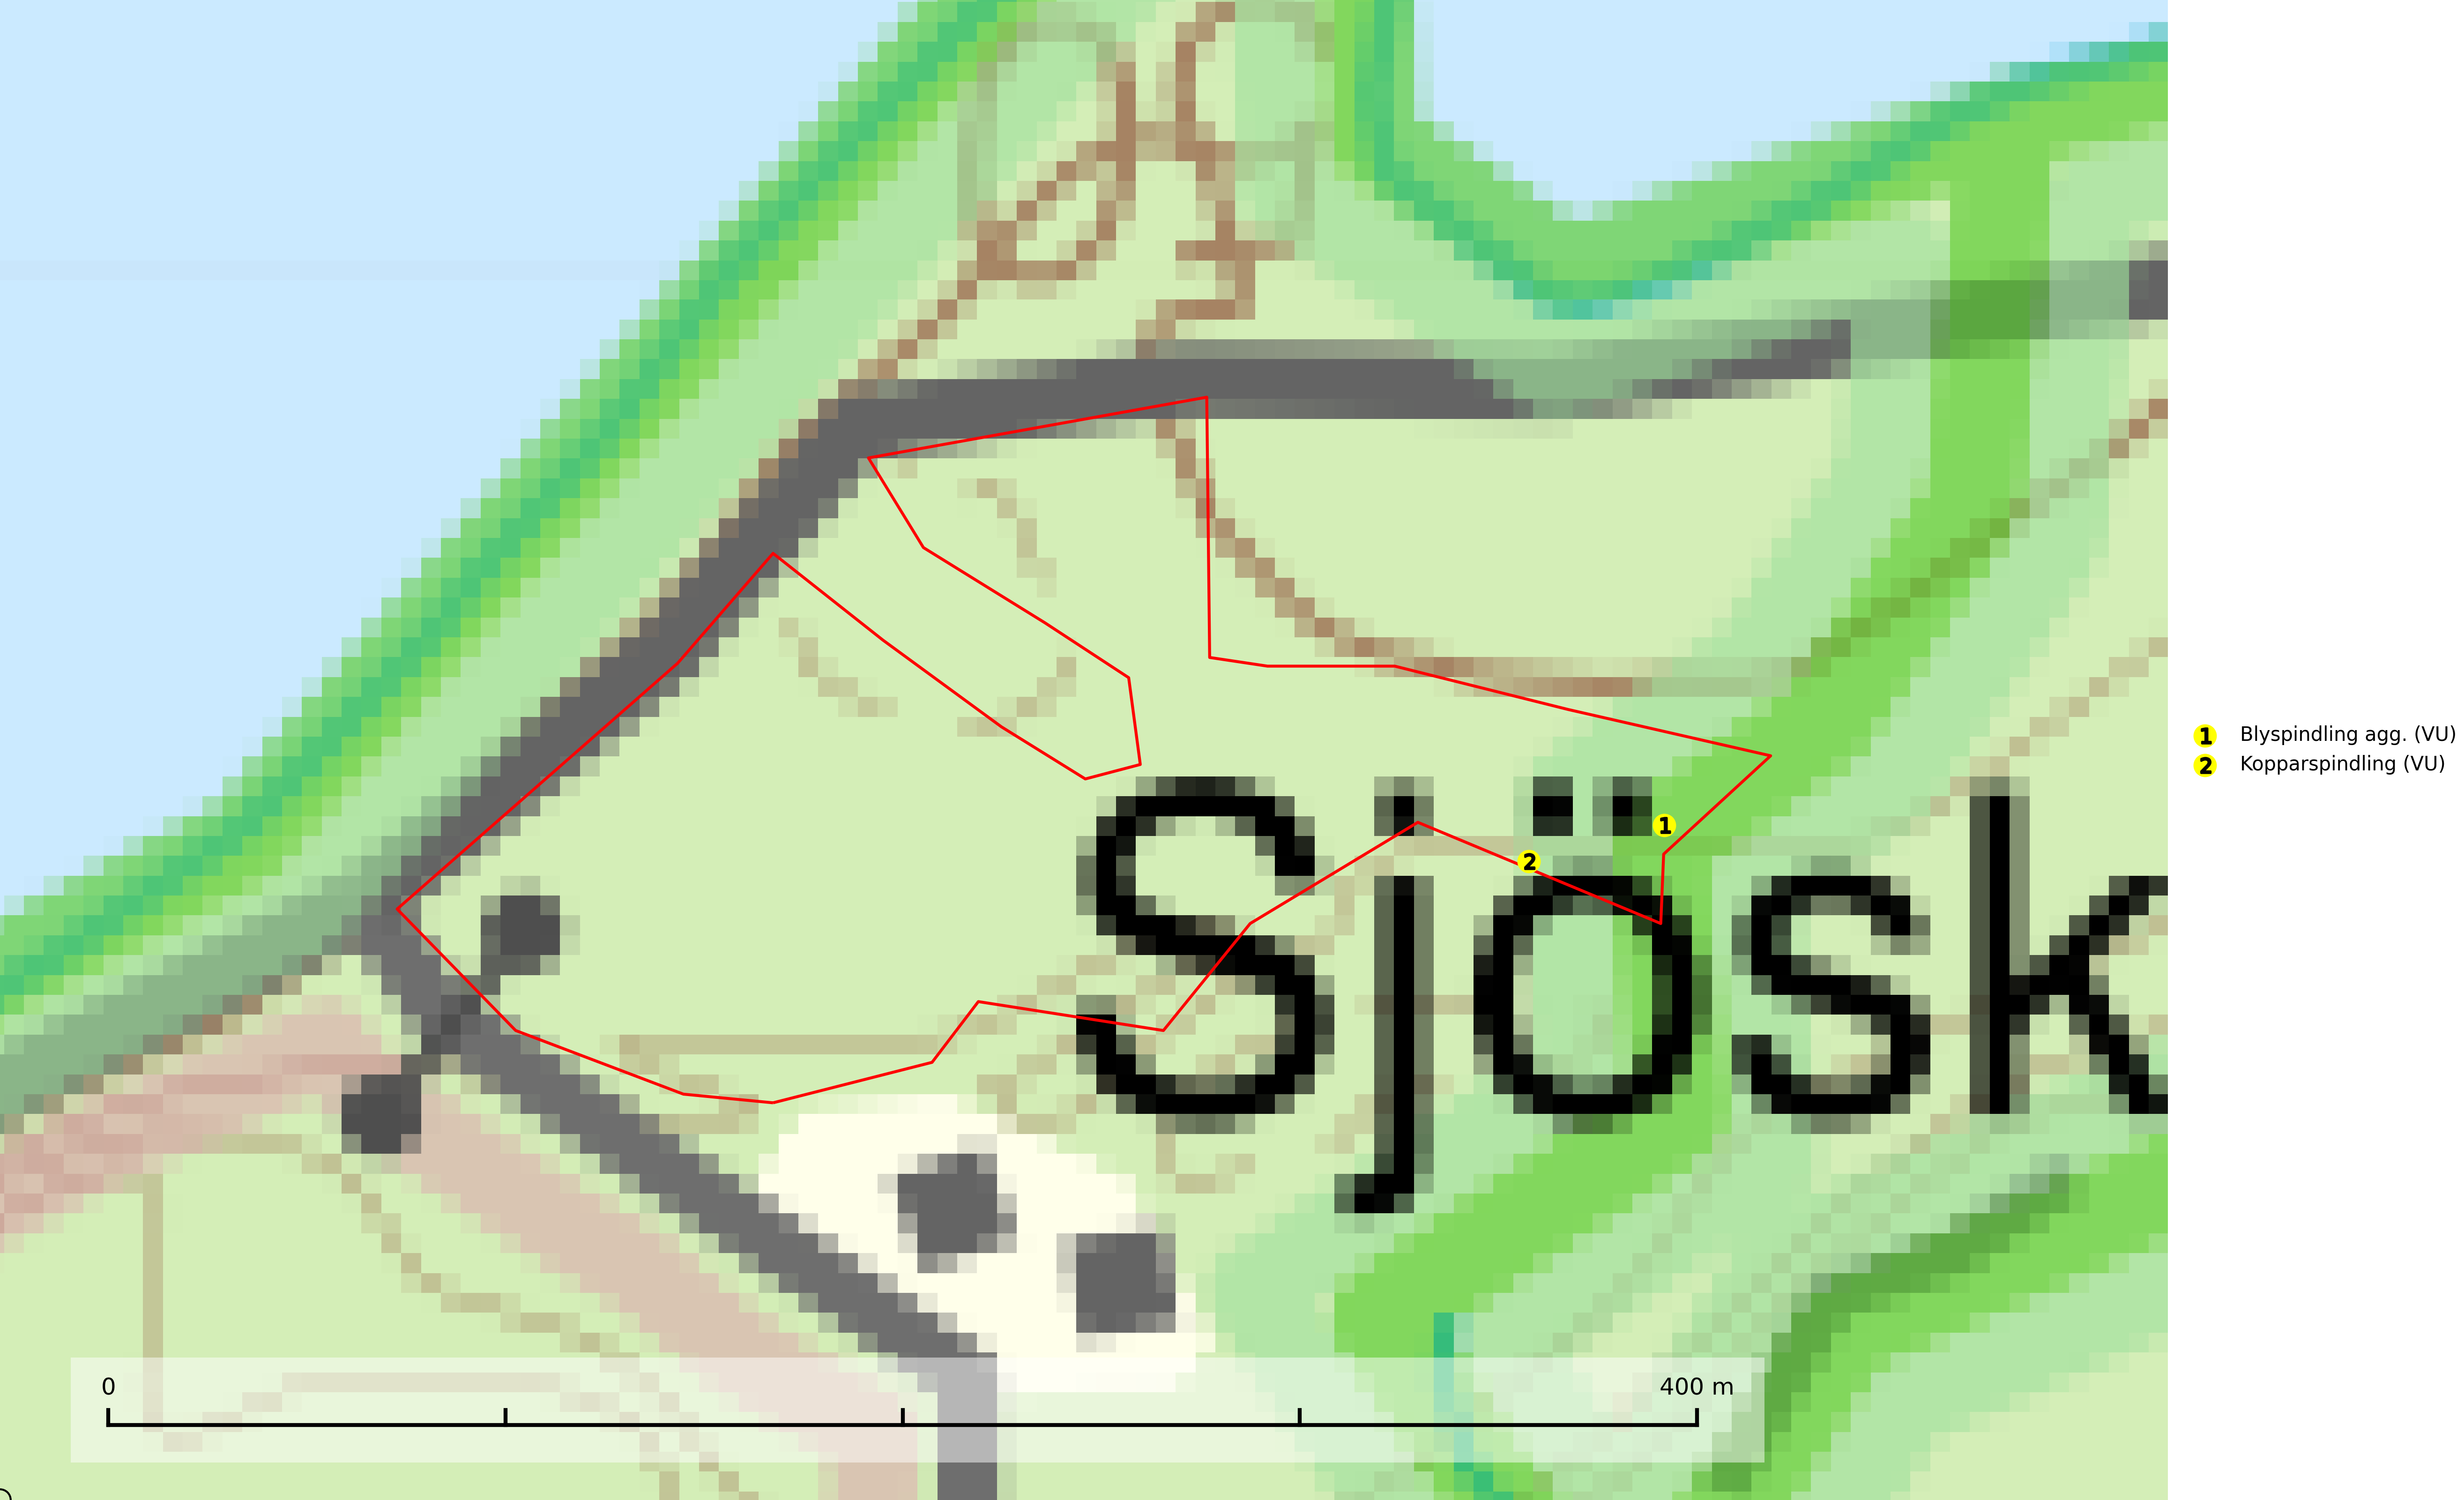 1 Blyspindling agg. (VU)
2 Kopparspindling (VU)
1
2
Sjösk
0 400 m